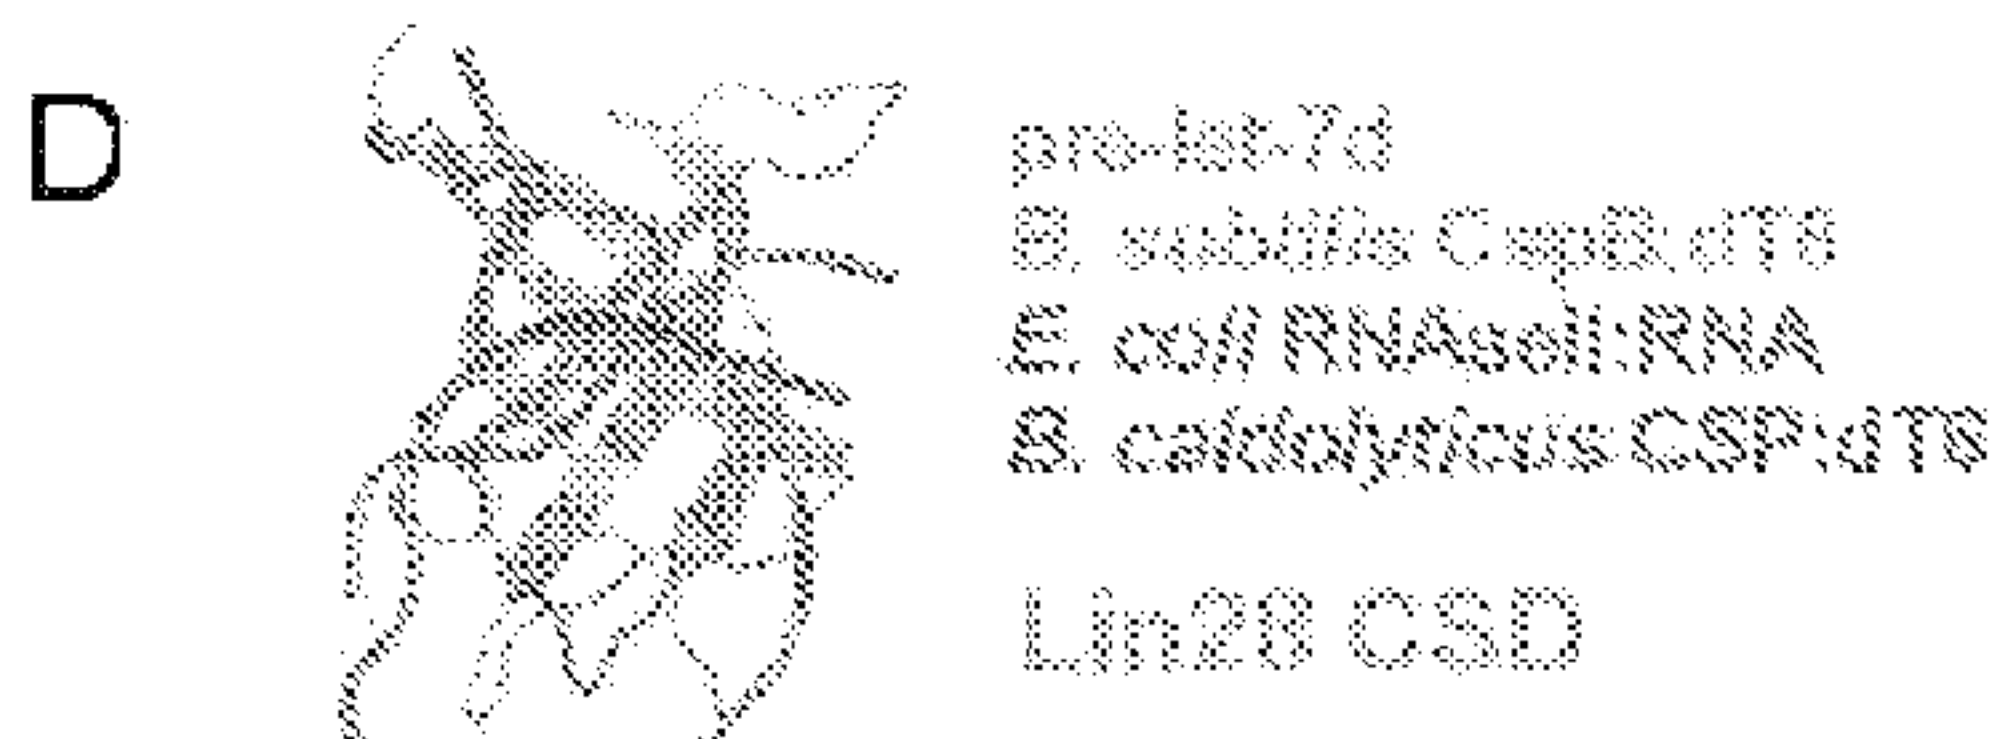 D
pre-let-7d
B. subtilis CspB:dT6
E. coli RNAseII:RNA
B. caldolyticus CSP:dT6
Lin28 CSD